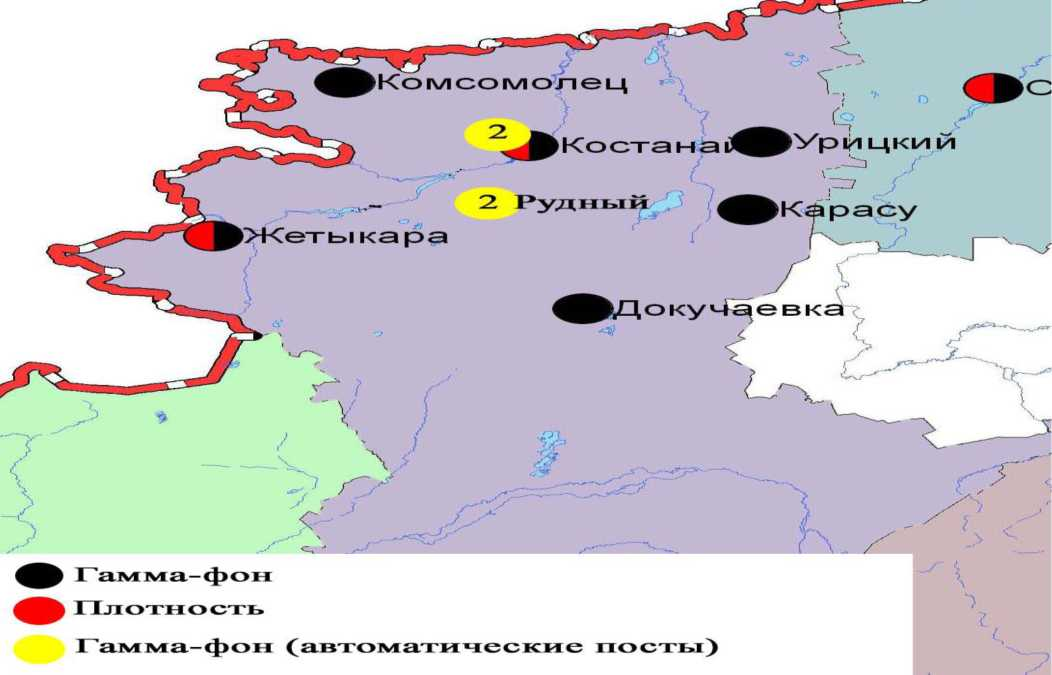 Комсомолец
2
Костанай
Урицкий
С
2 Рудный
Карасу
Жетыкара
Докучаевка
Гамма-фон
Плотность
Гамма-фон (автоматические посты)